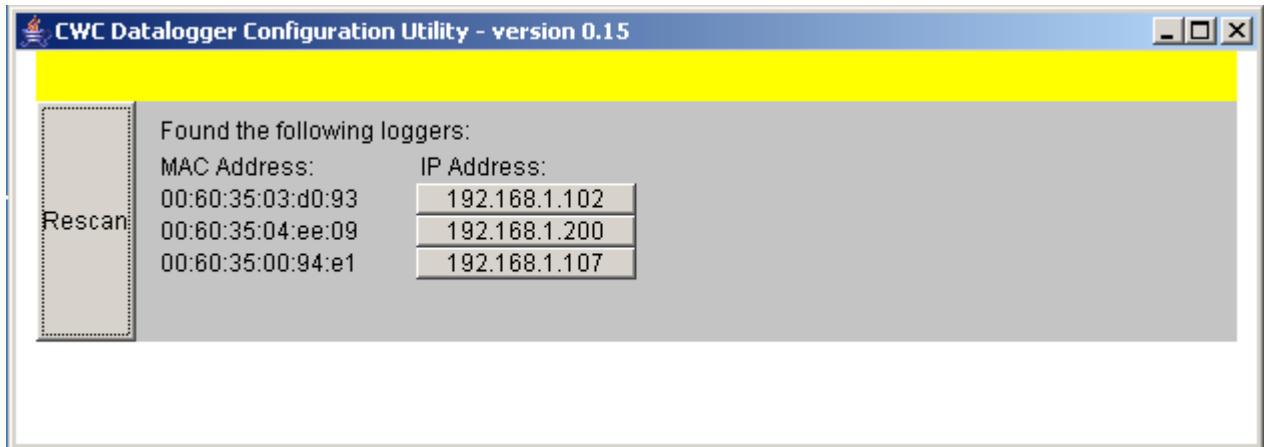 CWC Datalogger Configuration Utility - version 0.15
Found the following loggers:
MAC Address: IP Address:
00:60:35:03:d0:93 192.168.1.102
Rescan
00:60:35:04:ee:09 192.168.1.200
00:60:35:00:94:e1 192.168.1.107